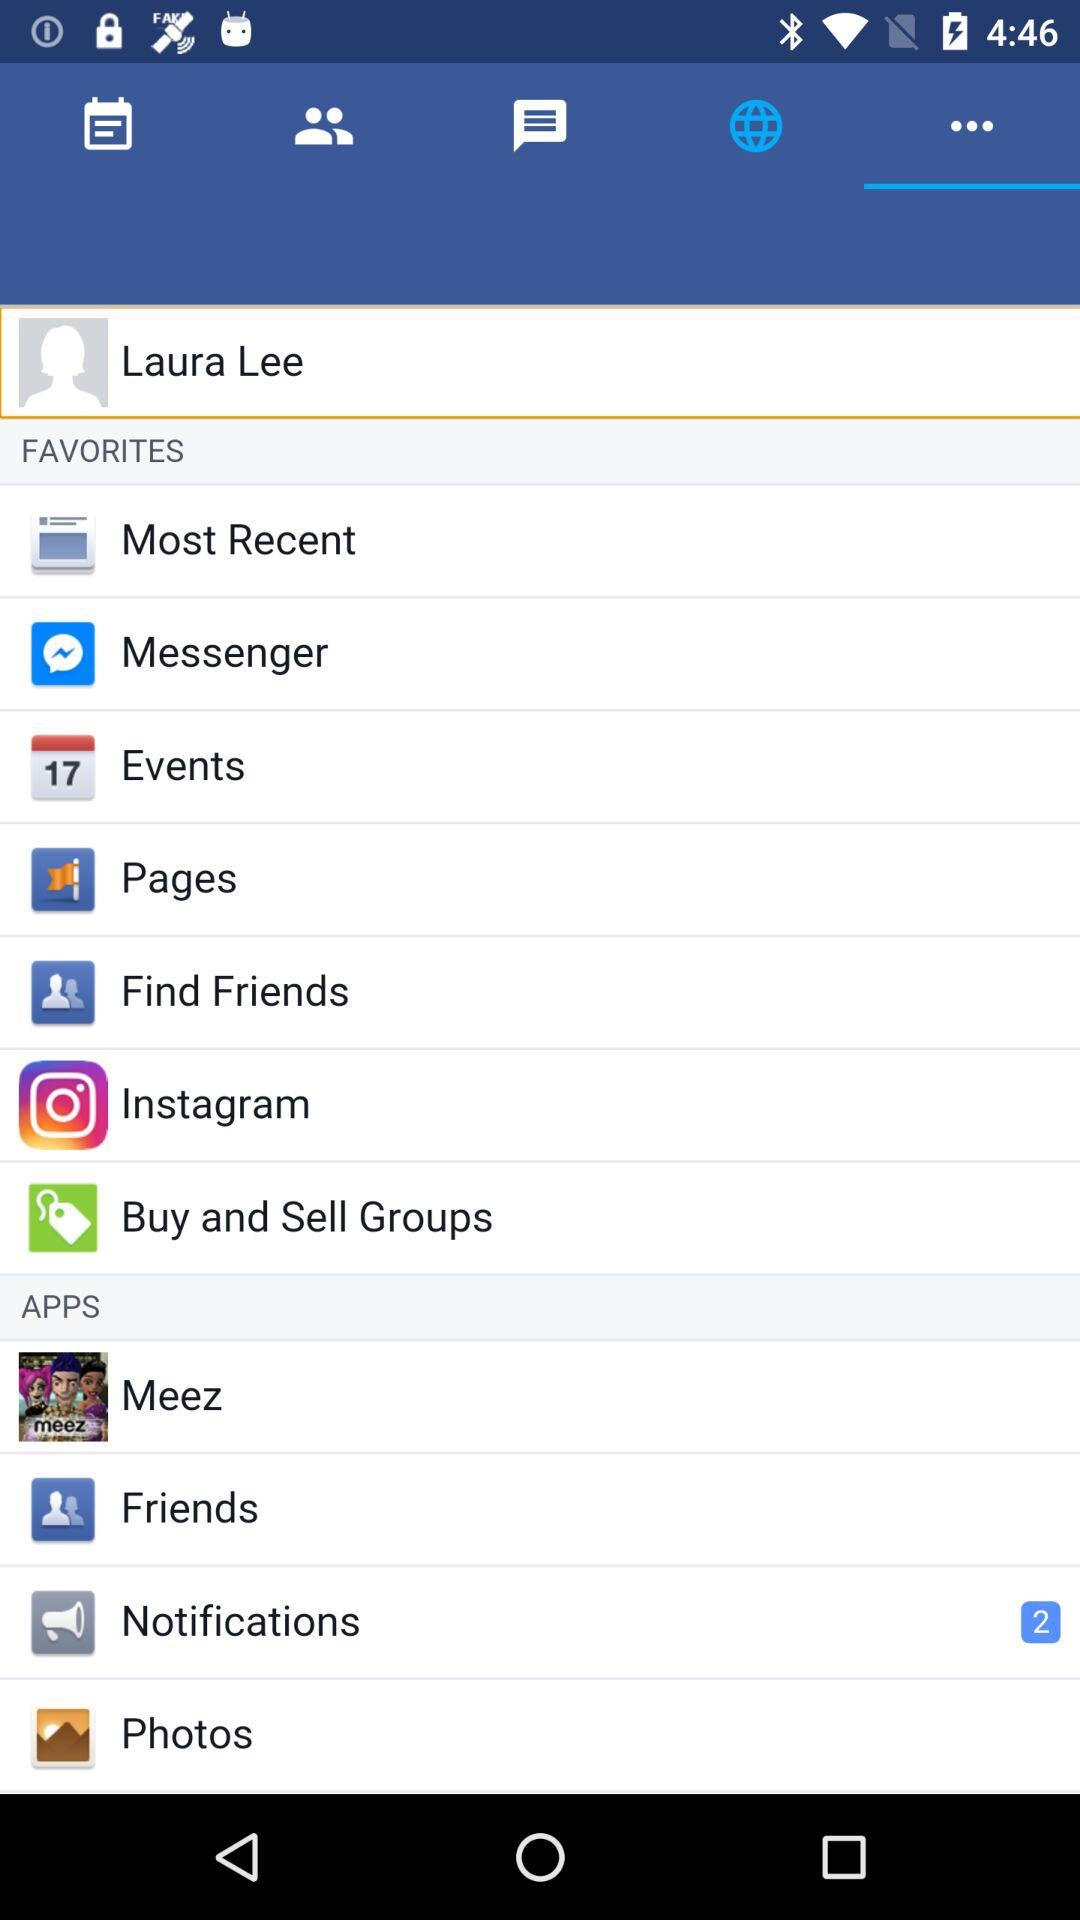 FAKE
4:46
Laura Lee
FAVORITES
Most Recent
Messenger
17
Events
Pages
Find Friends
Instagram
Buy and Sell Groups
APPS
meez
Meez
Friends
Notifications
2
Photos